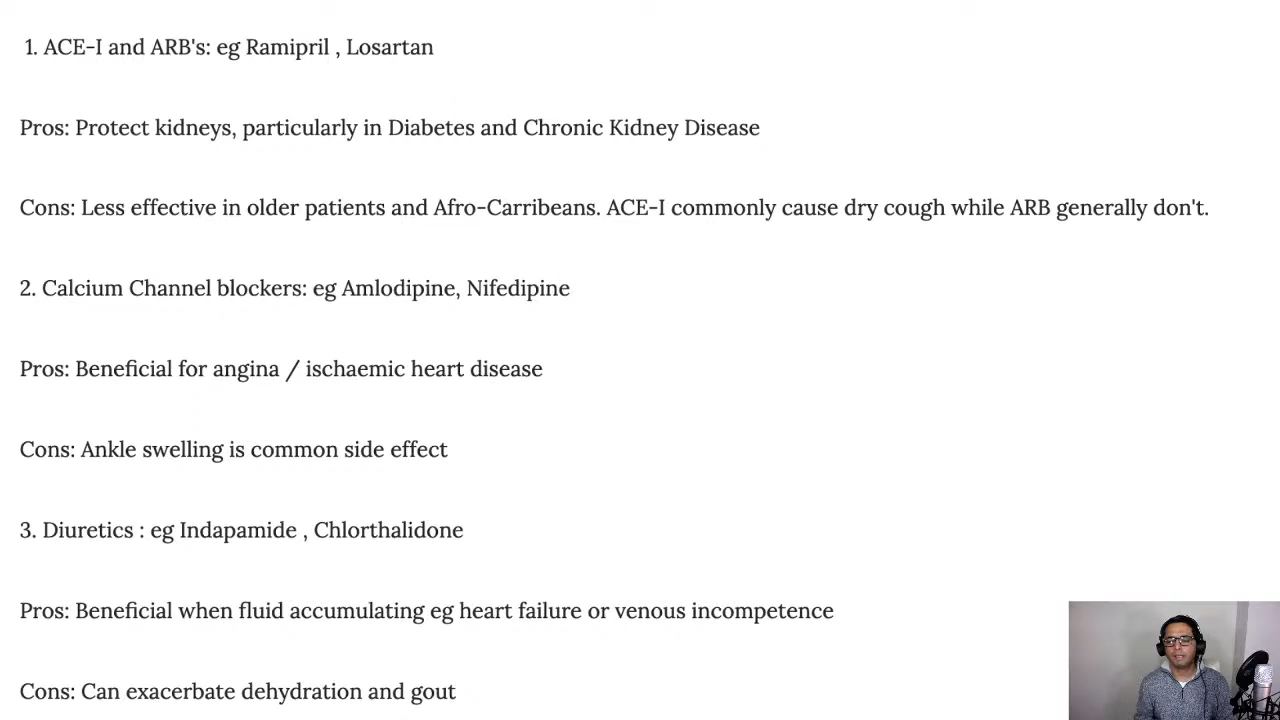 1. ACE-I and ARB's: eg Ramipril , Losartan
Pros: Protect kidneys, particularly in Diabetes and Chronic Kidney Disease
Cons: Less effective in older patients and Afro-Carribeans. ACE-I commonly cause dry cough while ARB generally don't.
2. Calcium Channel blockers: eg Amlodipine, Nifedipine
Pros: Beneficial for angina / ischaemic heart disease
Cons: Ankle swelling is common side effect
3. Diuretics : eg Indapamide , Chlorthalidone
Pros: Beneficial when fluid accumulating eg heart failure or venous incompetence
Cons: Can exacerbate dehydration and gout